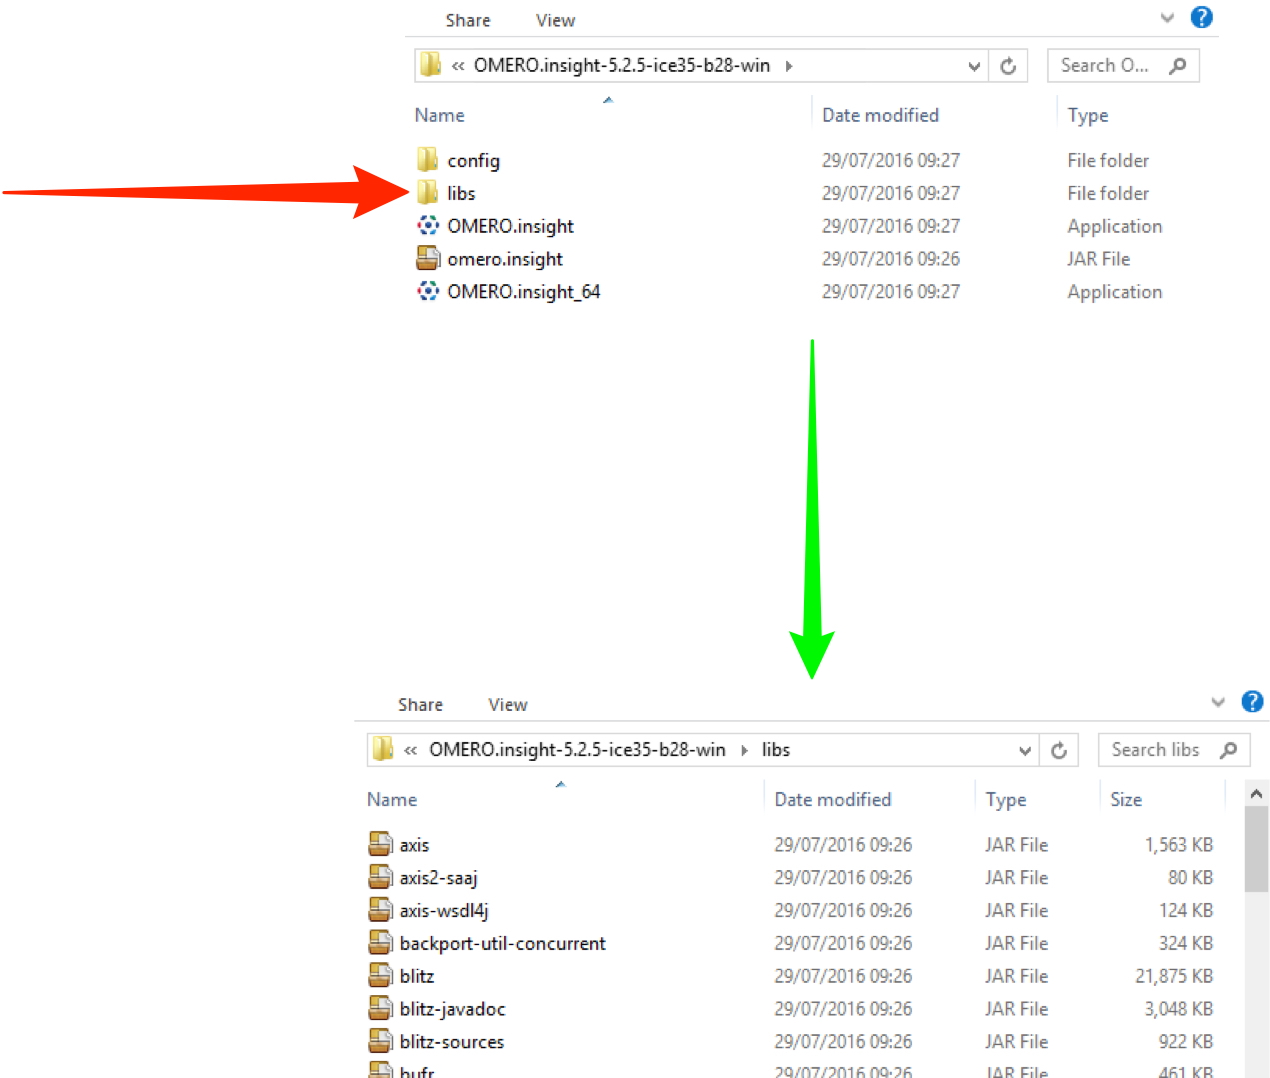 Share View
?
« OMERO.insight-5.2.5-ice35-b28-win Search O...
Name Date modified Type
config 29/07/2016 09:27 File folder
libs 29/07/2016 09:27 File folder
OMERO.insight 29/07/2016 09:27 Application
omero.insight 29/07/2016 09:26 JAR File
OMERO.insight_64 29/07/2016 09:27 Application
Share View
?
« OMERO.insight-5.2.5-ice35-b28-win libs Search libs
Name Date modified Type Size
axis 29/07/2016 09:26 JAR File 1,563 KB
axis2-saaj 29/07/2016 09:26 JAR File 80 KB
axis-wsdl4j 29/07/2016 09:26 JAR File 124 KB
backport-util-concurrent 29/07/2016 09:26 JAR File 324 KB
blitz 29/07/2016 09:26 JAR File 21,875 KB
blitz-javadoc 29/07/2016 09:26 JAR File 3,048 KB
blitz-sources 29/07/2016 09:26 JAR File 922 KB
bufr 29/07/2016 09:26 JAR File 461 KB